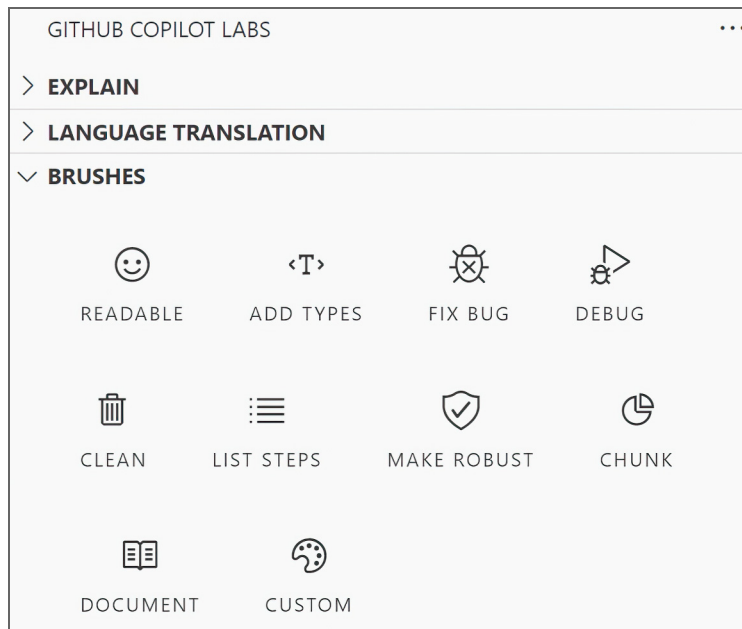 GITHUB COPILOT LABS
EXPLAIN
LANGUAGE TRANSLATION
BRUSHES
READABLE ADD TYPES FIX BUG DEBUG
CLEAN LIST STEPS MAKE ROBUST CHUNK
DOCUMENT CUSTOM